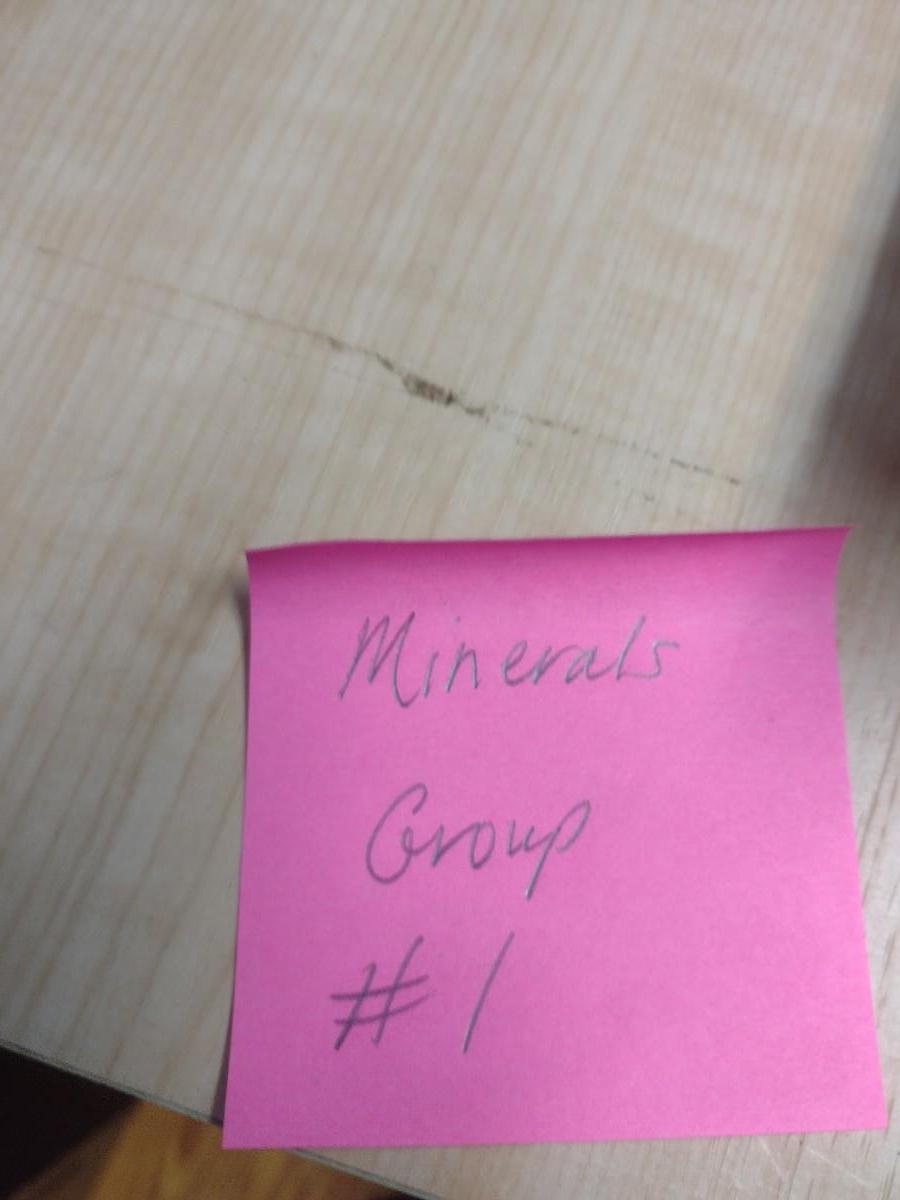 Minerals
Group
# 1